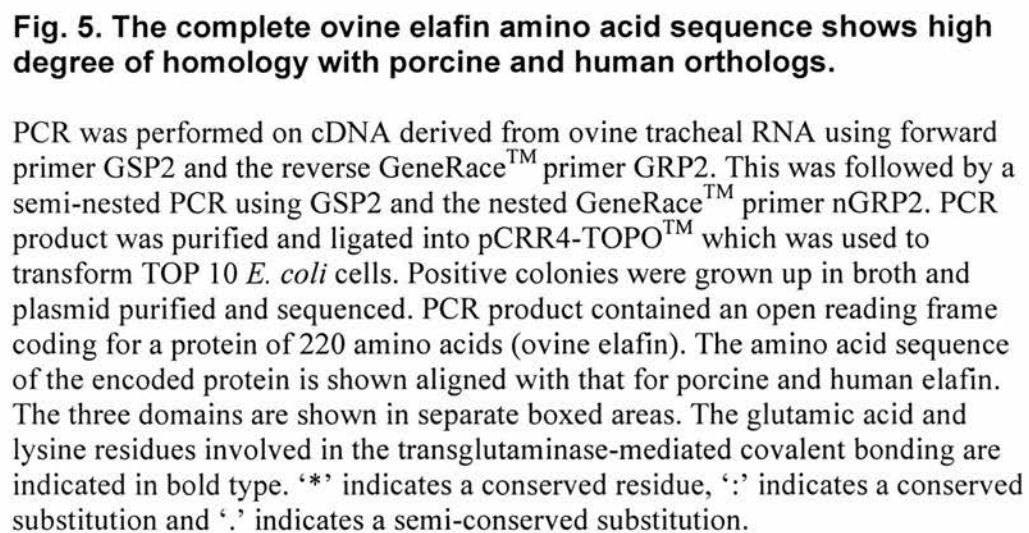 Fig. 5. The complete ovine elafin amino acid sequence shows high
degree of homology with porcine and human orthologs.
PCR was performed on cDNA derived from ovine tracheal RNA using forward
primer GSP2 and the reverse GeneRace™ primer GRP2. This was followed by a
semi-nested PCR using GSP2 and the nested GeneRace™ primer nGRP2. PCR
product was purified and ligated into pCRR4-TOPO™ which was used to
transform TOP 10 E. coli cells. Positive colonies were grown up in broth and
plasmid purified and sequenced. PCR product contained an open reading frame
coding for a protein of 220 amino acids (ovine elafin). The amino acid sequence
of the encoded protein is shown aligned with that for porcine and human elafin.
The three domains are shown in separate boxed areas. The glutamic acid and
lysine residues involved in the transglutaminase-mediated covalent bonding are
indicated in bold type. ‘*’ indicates a conserved residue, ‘:’ indicates a conserved
substitution and ‘.’ indicates a semi-conserved substitution.